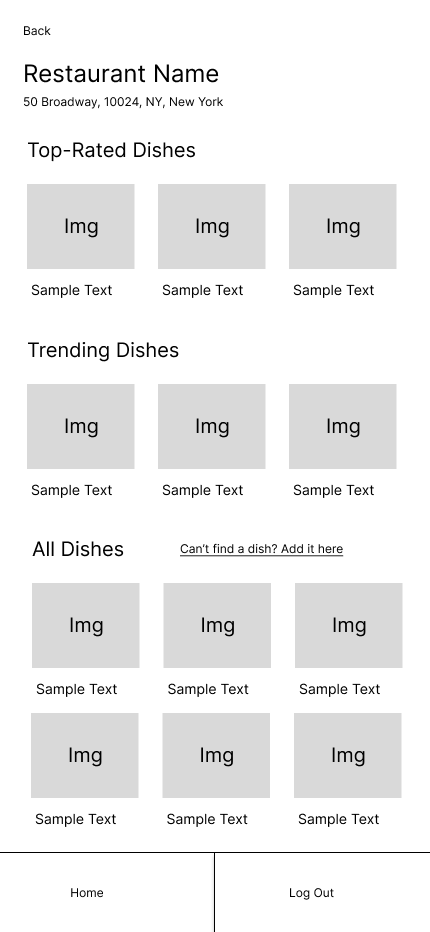 Back
Restaurant Name
50 Broadway, 10024, NY, New York
Top-Rated Dishes
Img Img Img
Sample Text Sample Text Sample Text
Trending Dishes
Img Img Img
Sample Text Sample Text Sample Text
All Dishes Can't find a dish? Add it here
Img Img Img
Sample Text Sample Text Sample Text
Img Img Img
Sample Text Sample Text Sample Text
Home Log Out